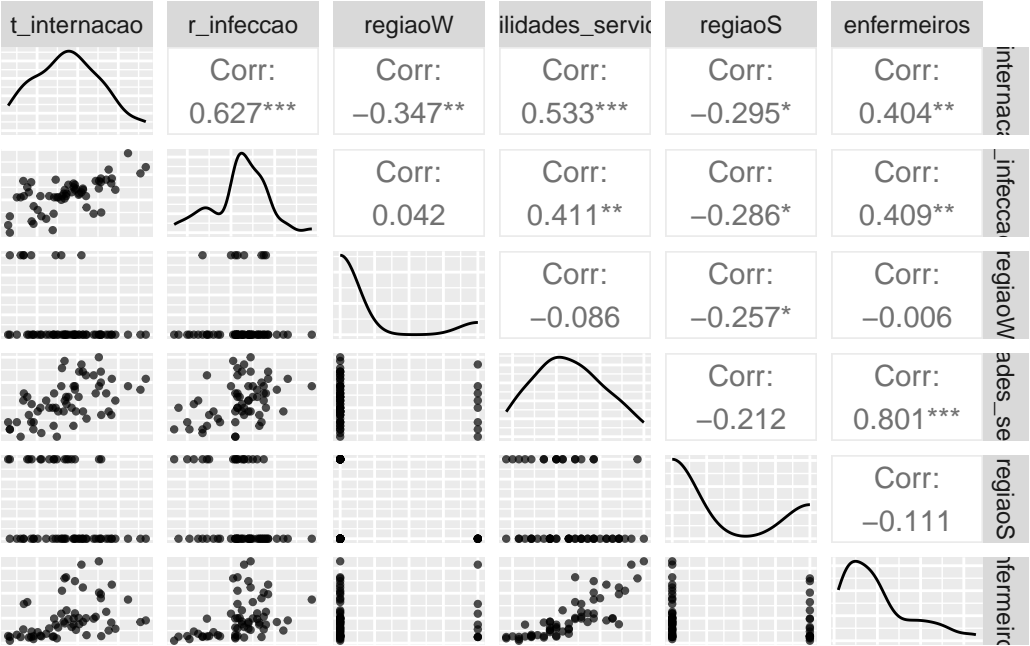 t_internacao r_infeccao regiaoW ilidades_servic regiaoS enfermeiros
Corr: Corr: Corr: Corr: Corr:
0.627*** −0.347** 0.533*** −0.295* 0.404**
internaca
Corr: Corr: Corr: Corr:
0.042 0.411** −0.286* 0.409**
_infeccao
Corr: Corr: Corr:
−0.086 −0.257* −0.006
regiaoW
Corr: Corr:
−0.212 0.801***
ades_se
Corr:
−0.111
regiaoS
nfermeiro